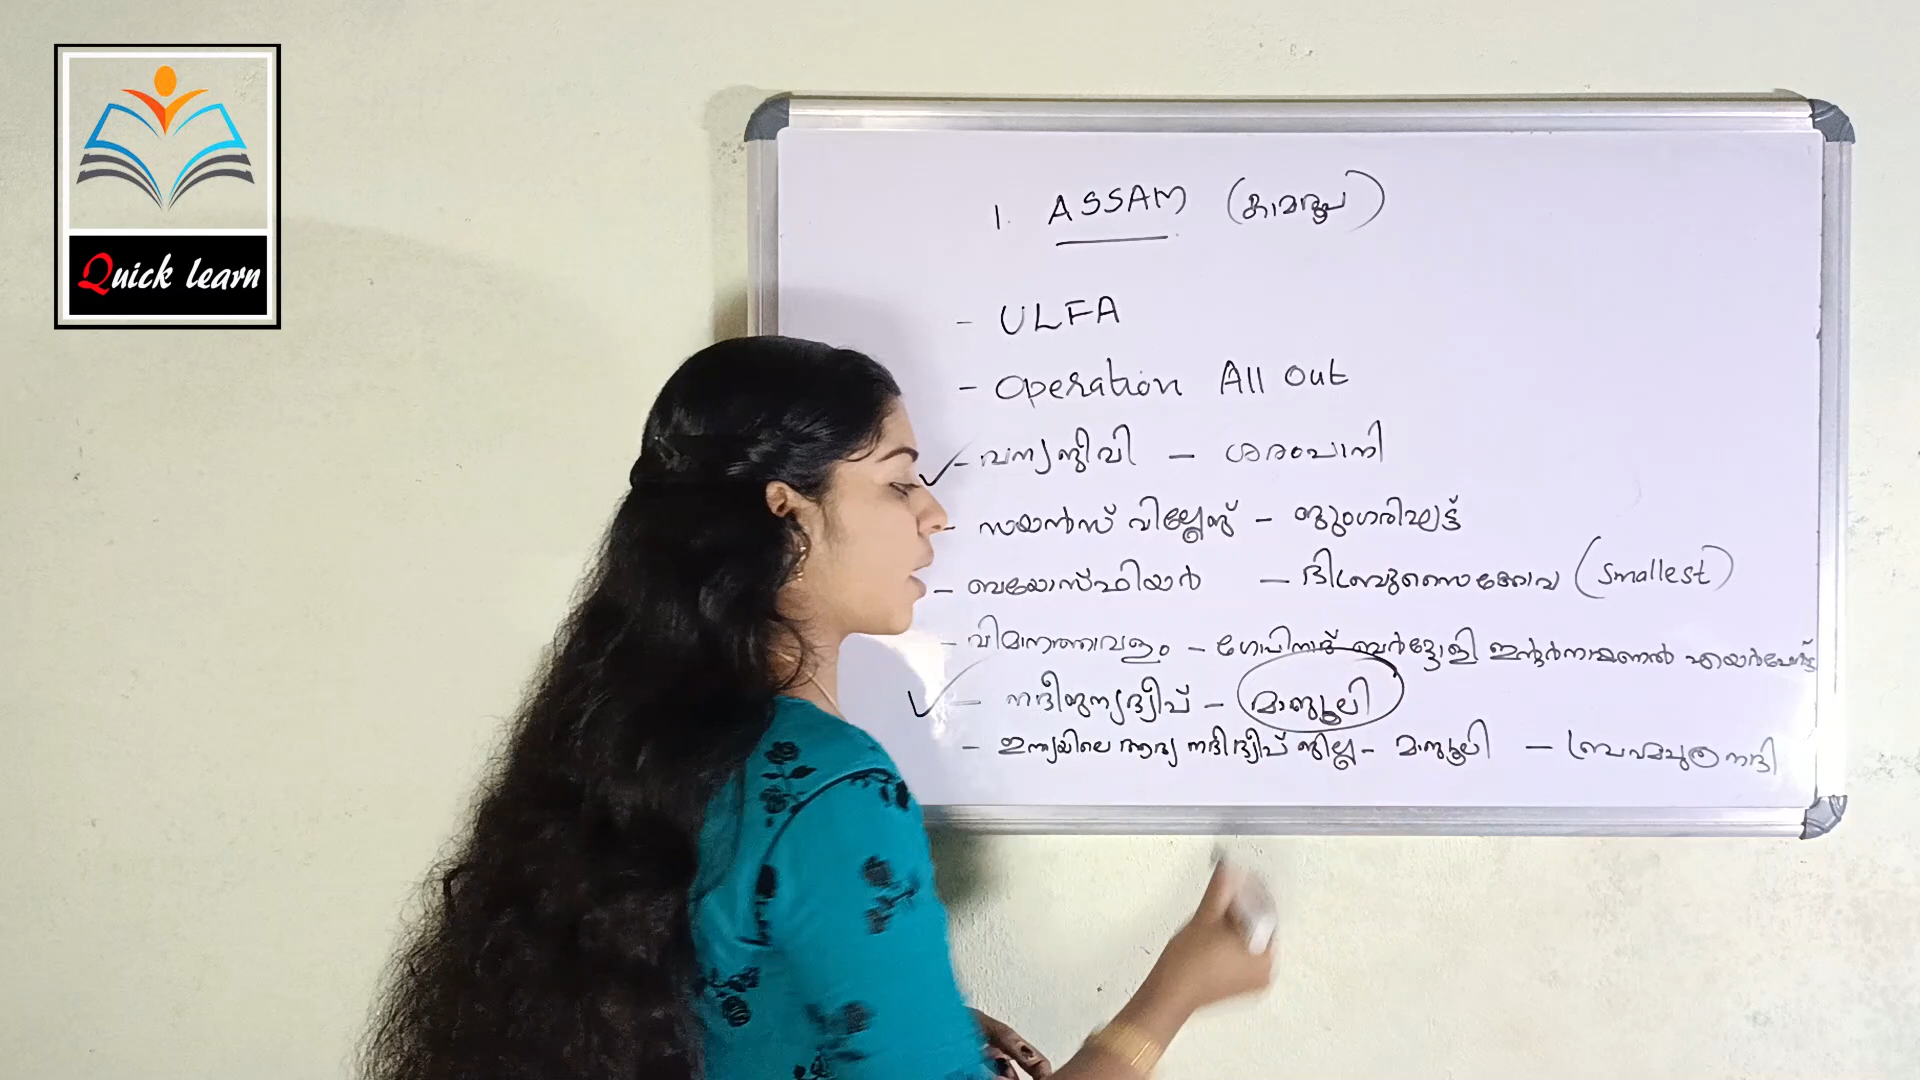 Quick learn
1. ASSAM (കാമരൂപ)
- ULFA
- Operation All Out
- വന്യജീവി - ശരംപാനി
- സയൻസ് വില്ലേജ് - ജുംഗരിഘട്ട്
- ബയോസ്ഫിയർ - ദിബ്രുസൈക്കോവ (Smallest)
- വിമാനത്താവളം - ഗോപിനാഥ് ബർദ്ദോളി ഇന്റർനാഷണൽ എയർപോർട്ട്
- നദീജന്യദ്വീപ് - മാജൂലി
- ഇന്ത്യയിലെ ആദ്യ നദീദ്വീപ് ജില്ല - മാജൂലി - ബ്രഹ്മപുത്ര നദി